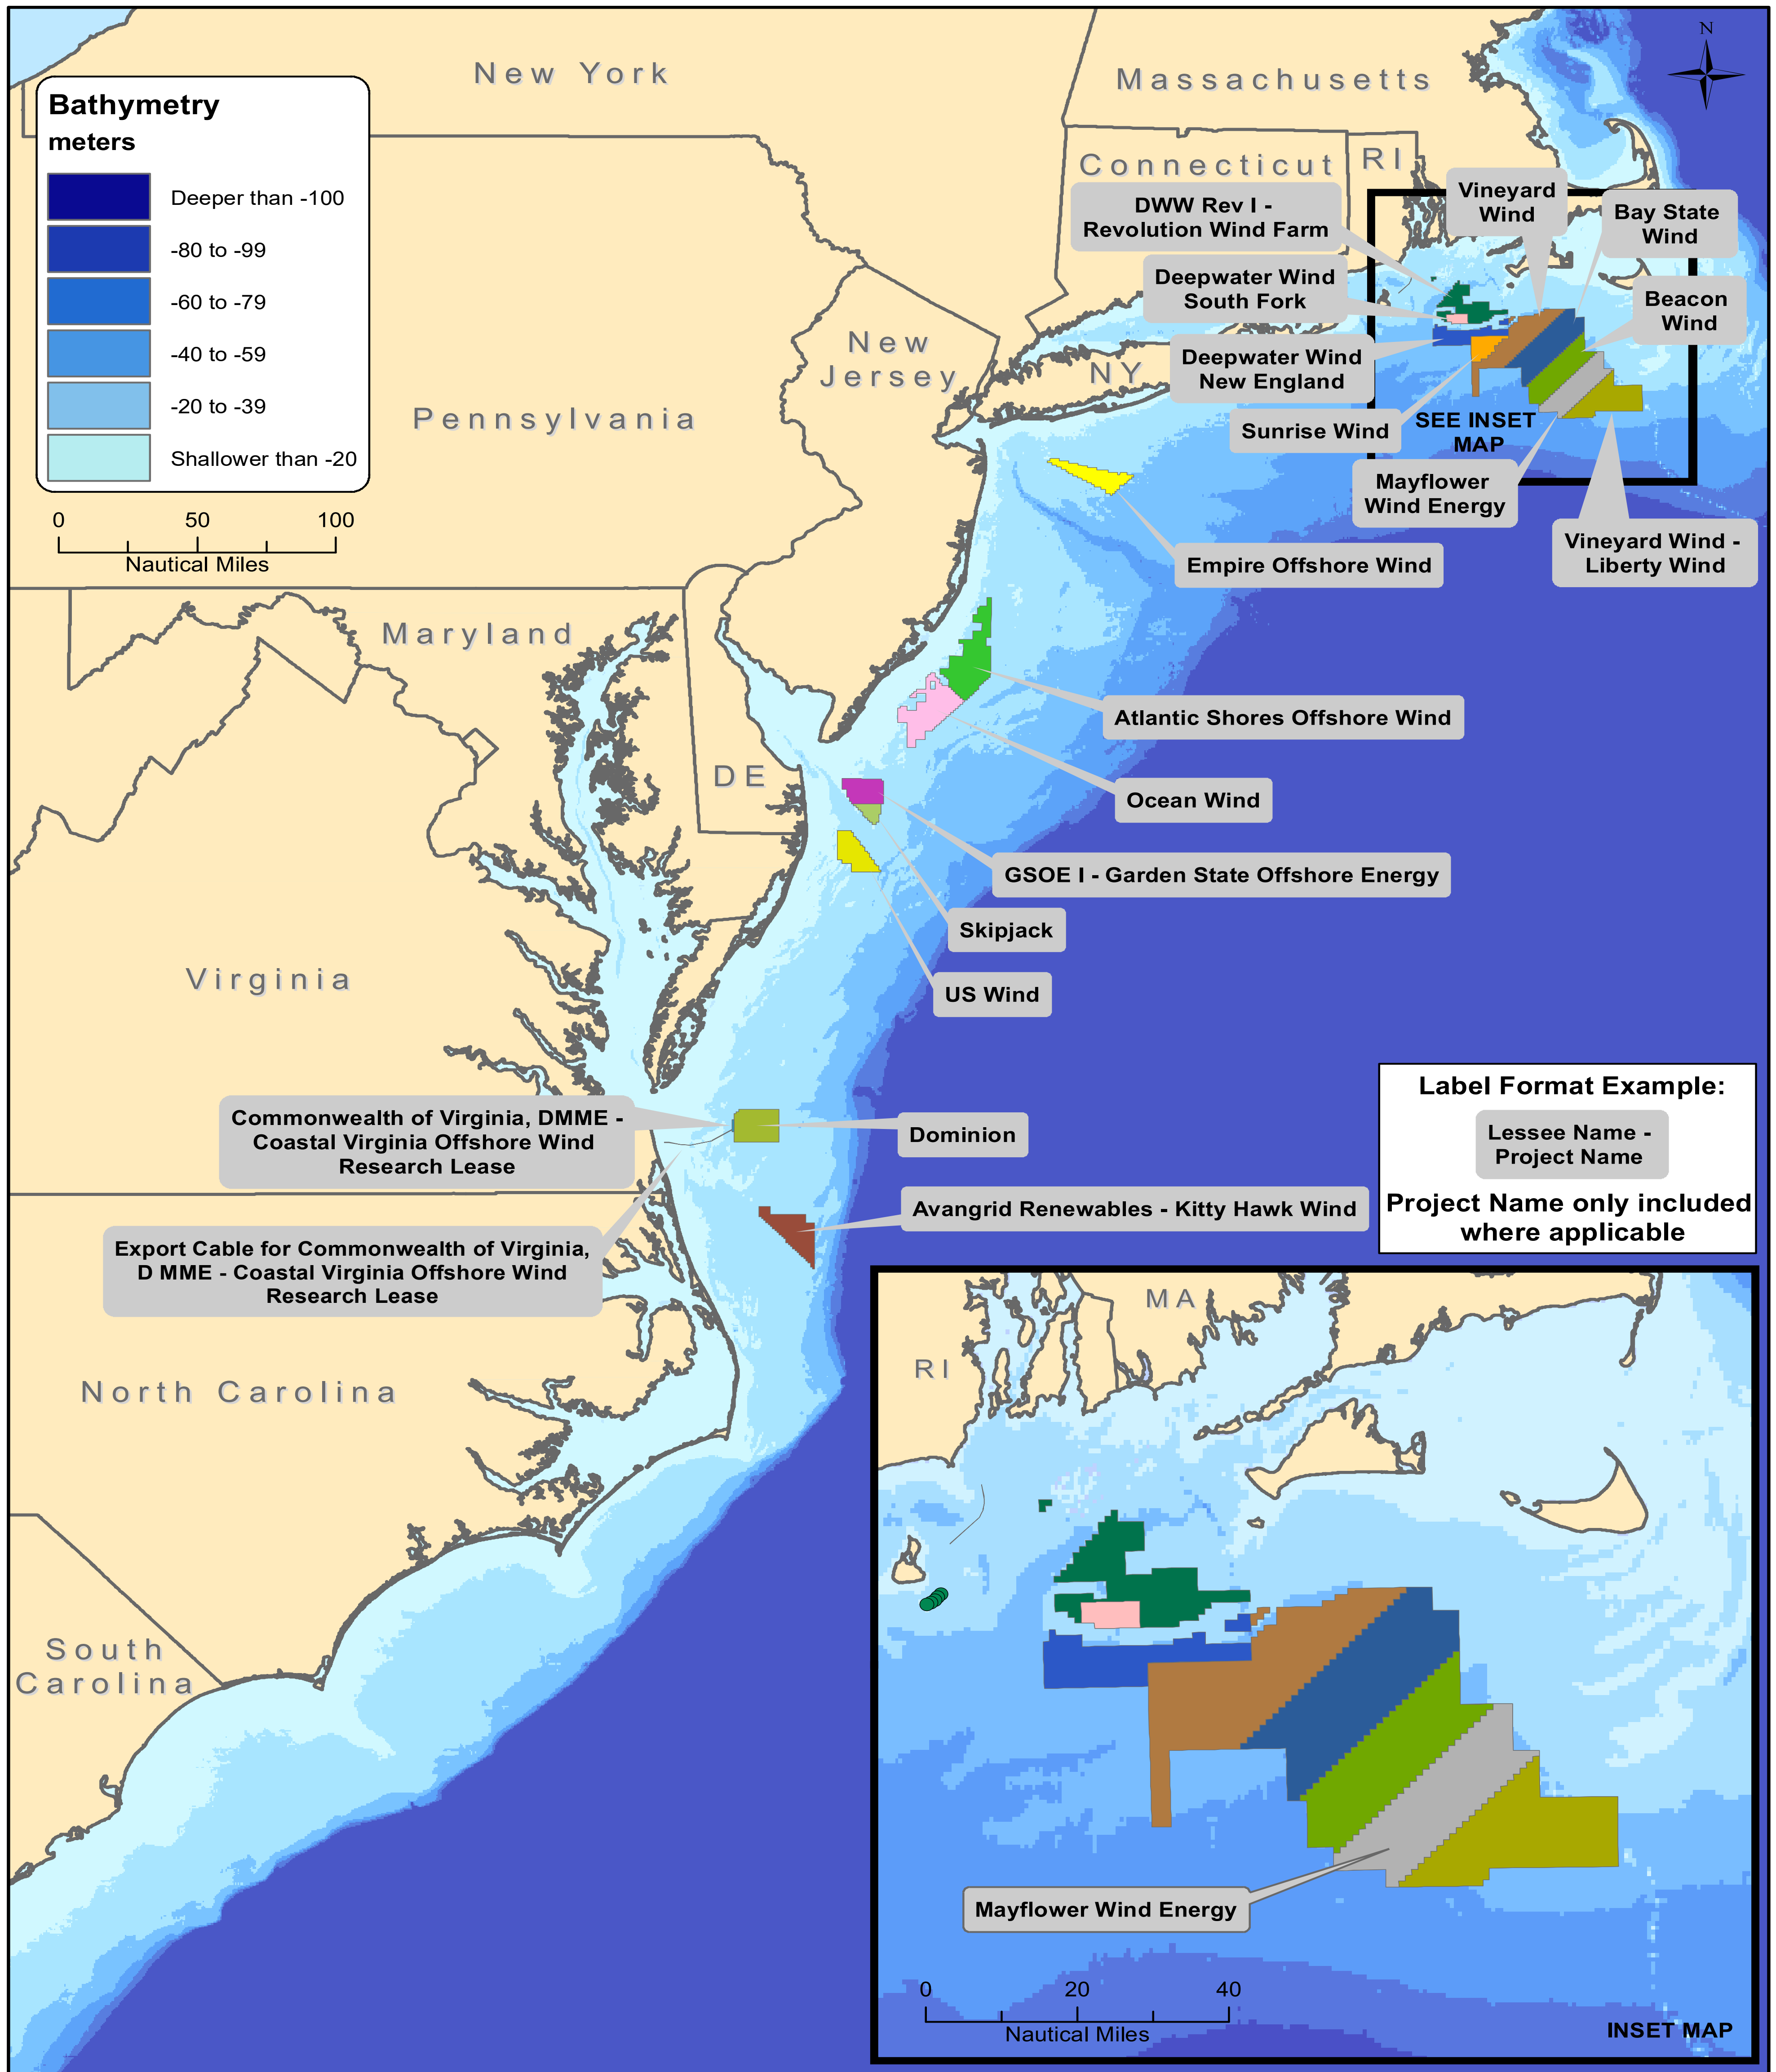 N
New York
Massachusetts
Bathymetry
meters
Deeper than -100
-80 to -99
-60 to -79
-40 to -59
-20 to -39
Shallower than -20
0 50 100
Nautical Miles
Connecticut
RI
Vineyard
Wind
DWW Rev I -
Revolution Wind Farm
Bay State
Wind
Deepwater Wind
South Fork
Beacon
Wind
Deepwater Wind
New England
New
Jersey
NY
Pennsylvania
Sunrise Wind
SEE INSET
MAP
Mayflower
Wind Energy
Vineyard Wind -
Liberty Wind
Empire Offshore Wind
Maryland
Atlantic Shores Offshore Wind
DE
Ocean Wind
GSOE I - Garden State Offshore Energy
Skipjack
Virginia
US Wind
Commonwealth of Virginia, DMME -
Coastal Virginia Offshore Wind
Research Lease
Dominion
Label Format Example:
Lessee Name -
Project Name
Project Name only included
where applicable
Avangrid Renewables - Kitty Hawk Wind
Export Cable for Commonwealth of Virginia,
D MME - Coastal Virginia Offshore Wind
Research Lease
North Carolina
South
Carolina
MA
RI
Mayflower Wind Energy
0 20 40
Nautical Miles
INSET MAP